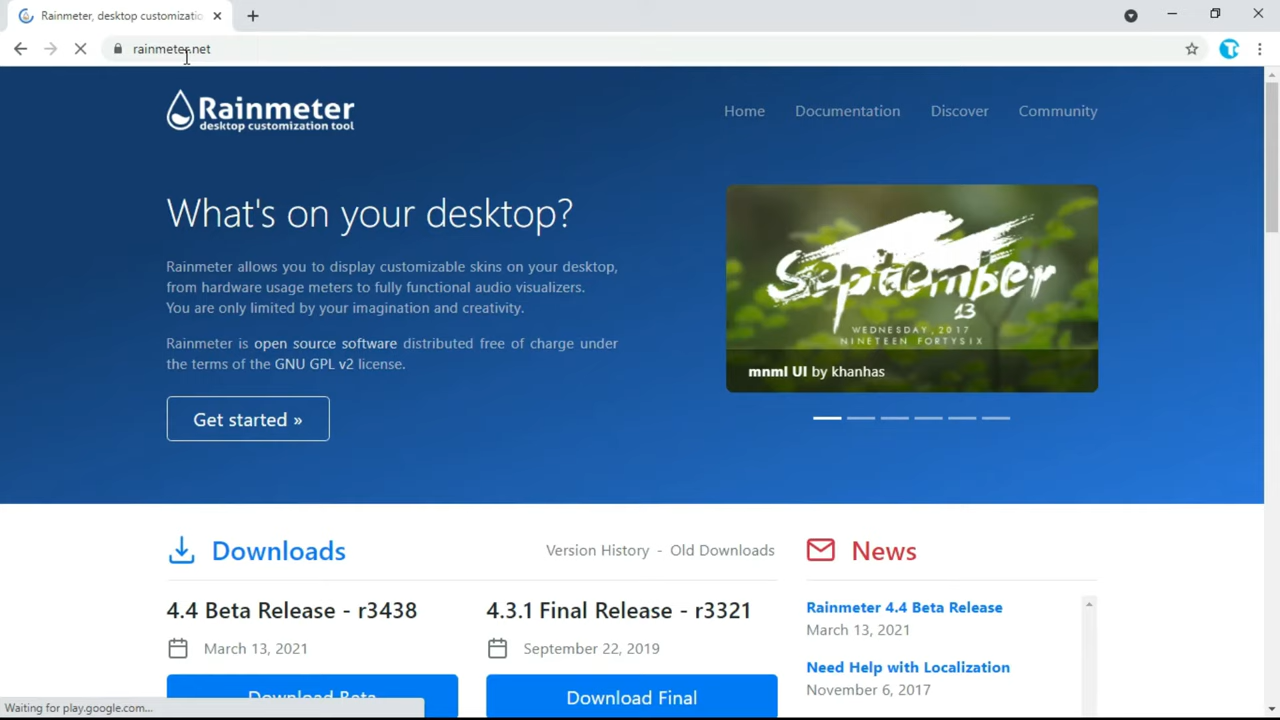 Rainmeter, desktop customizatio
rainmeter.net
Rainmeter
desktop customization tool
Home
Documentation
Discover
Community
What's on your desktop?
Rainmeter allows you to display customizable skins on your desktop,
from hardware usage meters to fully functional audio visualizers.
You are only limited by your imagination and creativity.
Rainmeter is open source software distributed free of charge under
the terms of the GNU GPL v2 license.
Get started »
September
13
WEDNESDAY, 2017
NINETEEN FORTYSIX
mnml UI by khanhas
Downloads
Version History - Old Downloads
News
4.4 Beta Release - r3438
March 13, 2021
Download Beta
4.3.1 Final Release - r3321
September 22, 2019
Download Final
Rainmeter 4.4 Beta Release
March 13, 2021
Need Help with Localization
November 6, 2017
Waiting for play.google.com...